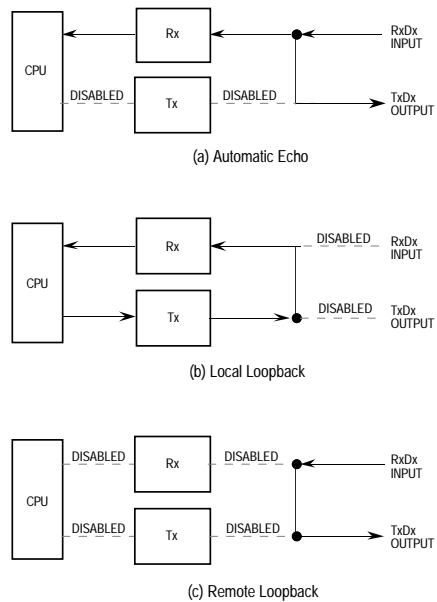 Rx
RxDx
INPUT
CPU
DISABLED
DISABLED
Tx
TxDx
OUTPUT
(a) Automatic Echo
Rx
DISABLED
RxDx
INPUT
CPU
Tx
DISABLED
TxDx
OUTPUT
(b) Local Loopback
DISABLED
Rx
DISABLED
RxDx
INPUT
CPU
DISABLED
Tx
DISABLED
TxDx
OUTPUT
(c) Remote Loopback